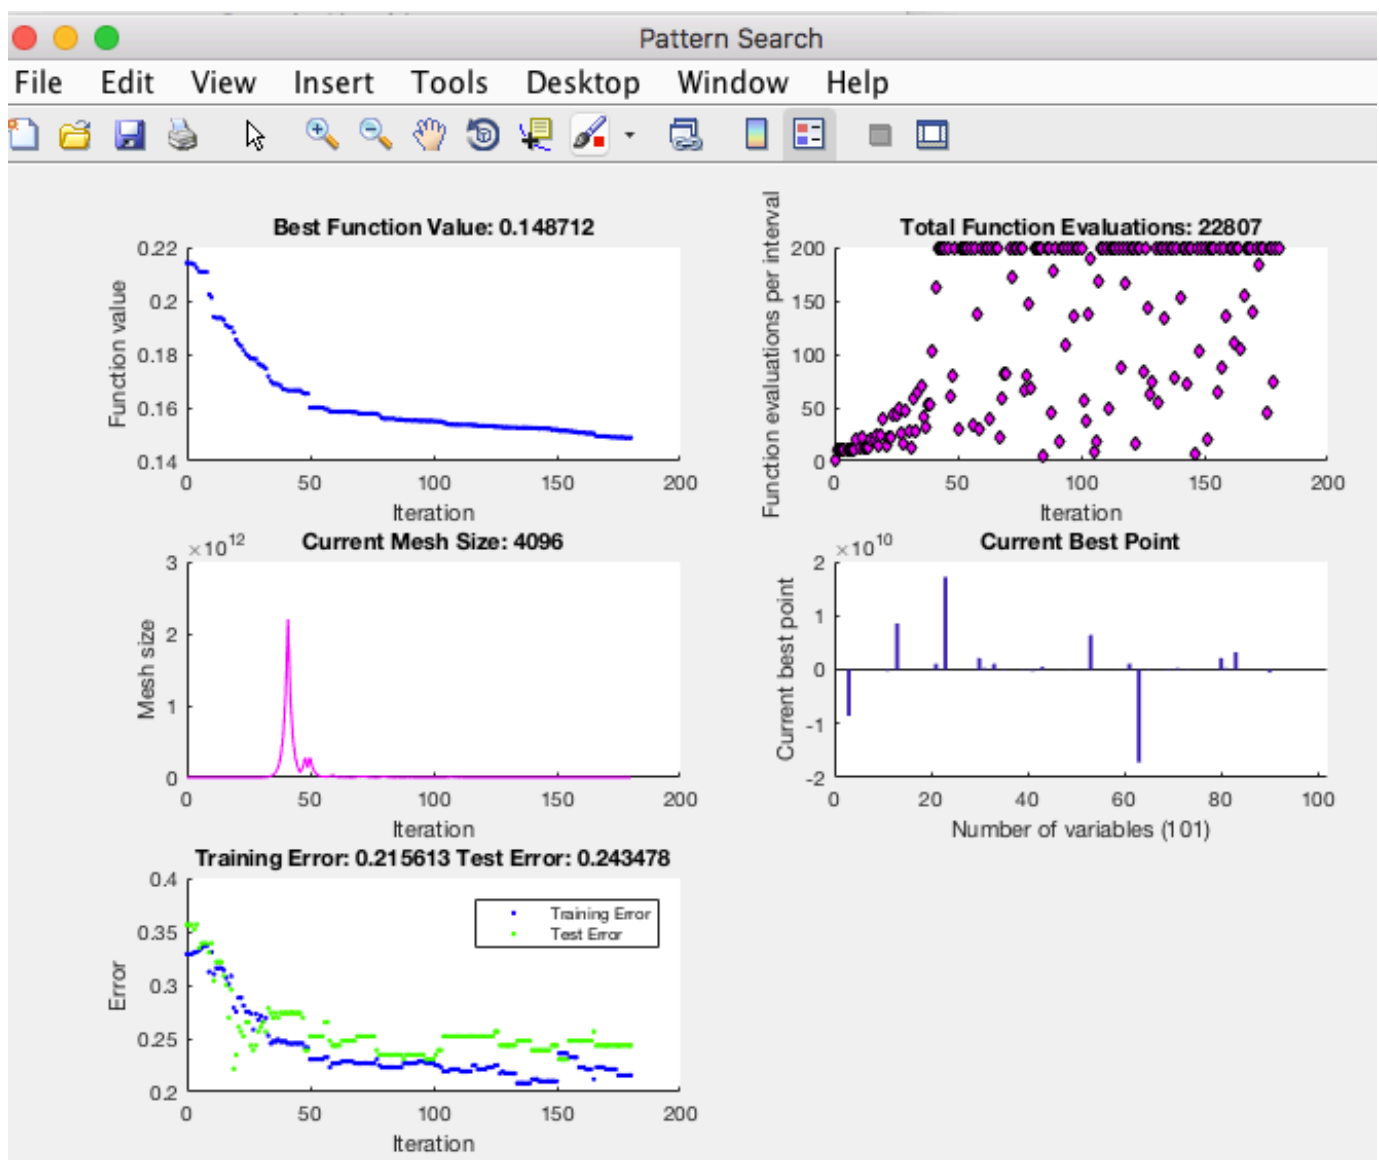 Pattern Search
File Edit View Insert Tools Desktop Window Help
Best Function Value: 0.148712
Function value
0.22
0.2
0.18
0.16
0.14
0 50 100 150 200
Iteration
Total Function Evaluations: 22807
Function evaluations per interval
200
150
100
50
0
0 50 100 150 200
Iteration
Current Mesh Size: 4096
×10^12
Mesh size
3
2
1
0
0 50 100 150 200
Iteration
Current Best Point
×10^10
Current best point
2
1
0
-1
-2
0 20 40 60 80 100
Number of variables (101)
Training Error: 0.215613 Test Error: 0.243478
Error
0.4
0.35
0.3
0.25
0.2
Training Error
Test Error
0 50 100 150 200
Iteration